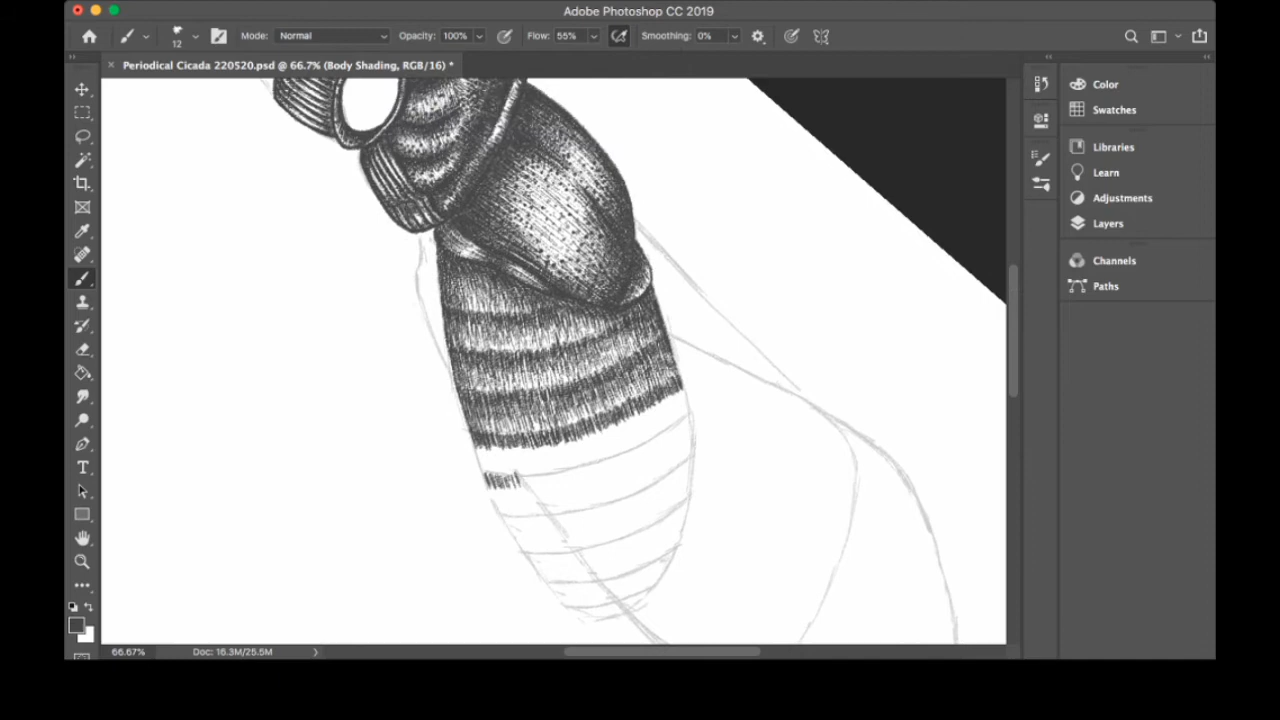 Adobe Photoshop CC 2019
12
Mode: Normal
Opacity: 100%
Flow: 55%
Smoothing: 0%
× Periodical Cicada 220520.psd @ 66.7% (Body Shading, RGB/16) *
Color
Swatches
Libraries
Learn
Adjustments
Layers
Channels
Paths
66.67%
Doc: 16.3M/25.5M